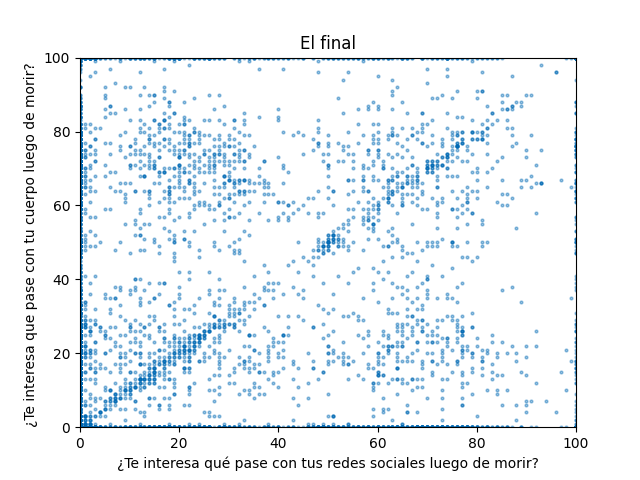 El final
100
80
60
40
20
0
¿Te interesa que pase con tu cuerpo luego de morir?
0 20 40 60 80 100
¿Te interesa qué pase con tus redes sociales luego de morir?